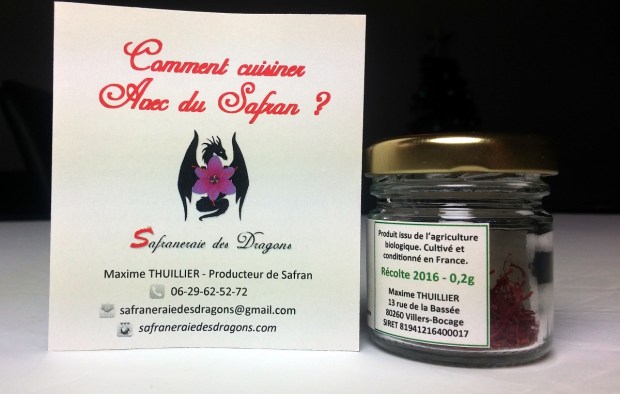 Comment cuisiner
Avec du Safran ?
Safraneraie des Dragons
Maxime THUILLIER - Producteur de Safran
06-29-62-52-72
safraneraiedesdragons@gmail.com
safraneraiedesdragons.com
Produit issu de l'agriculture
biologique. Cultivé et
conditionné en France.
Récolte 2016 - 0,2g
Maxime THUILLIER
13 rue de la Bassée
80260 Villers-Bocage
SIRET 81941216400017